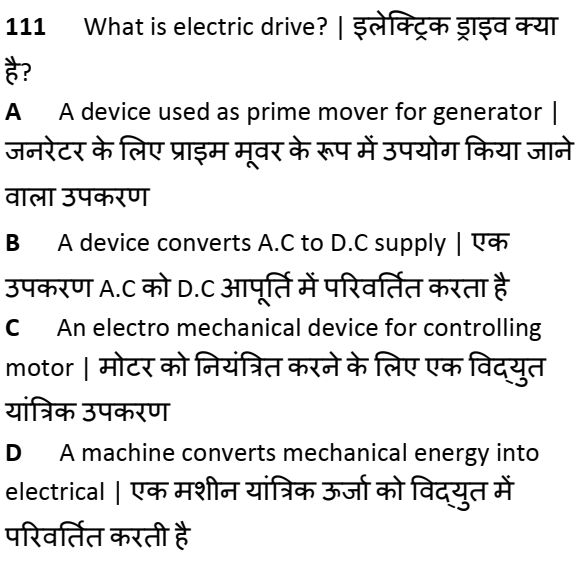 111 What is electric drive? | इलेक्ट्रिक ड्राइव क्या
है?
A A device used as prime mover for generator |
जनरेटर के लिए प्राइम मूवर के रूप में उपयोग किया जाने
वाला उपकरण
B A device converts A.C to D.C supply | एक
उपकरण A.C को D.C आपूर्ति में परिवर्तित करता है
C An electro mechanical device for controlling
motor | मोटर को नियंत्रित करने के लिए एक विद्युत
यांत्रिक उपकरण
D A machine converts mechanical energy into
electrical | एक मशीन यांत्रिक ऊर्जा को विद्युत में
परिवर्तित करती है